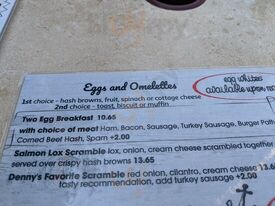 Eggs and Omelettes
egg whites
available upon
1st choice - hash browns, fruit, spinach or cottage cheese
2nd choice - toast, biscuit or muffin
Two Egg Breakfast 10.65
with choice of meat Ham, Bacon, Sausage, Turkey Sausage, Burger Patty
Corned Beef Hash, Spam +2.00
Salmon Lox Scramble lox, onion, cream cheese scrambled together
served over crispy hash browns 13.65
Denny's Favorite Scramble red onion, cilantro, cream cheese 13
tasty recommendation, add turkey sausage +2.00